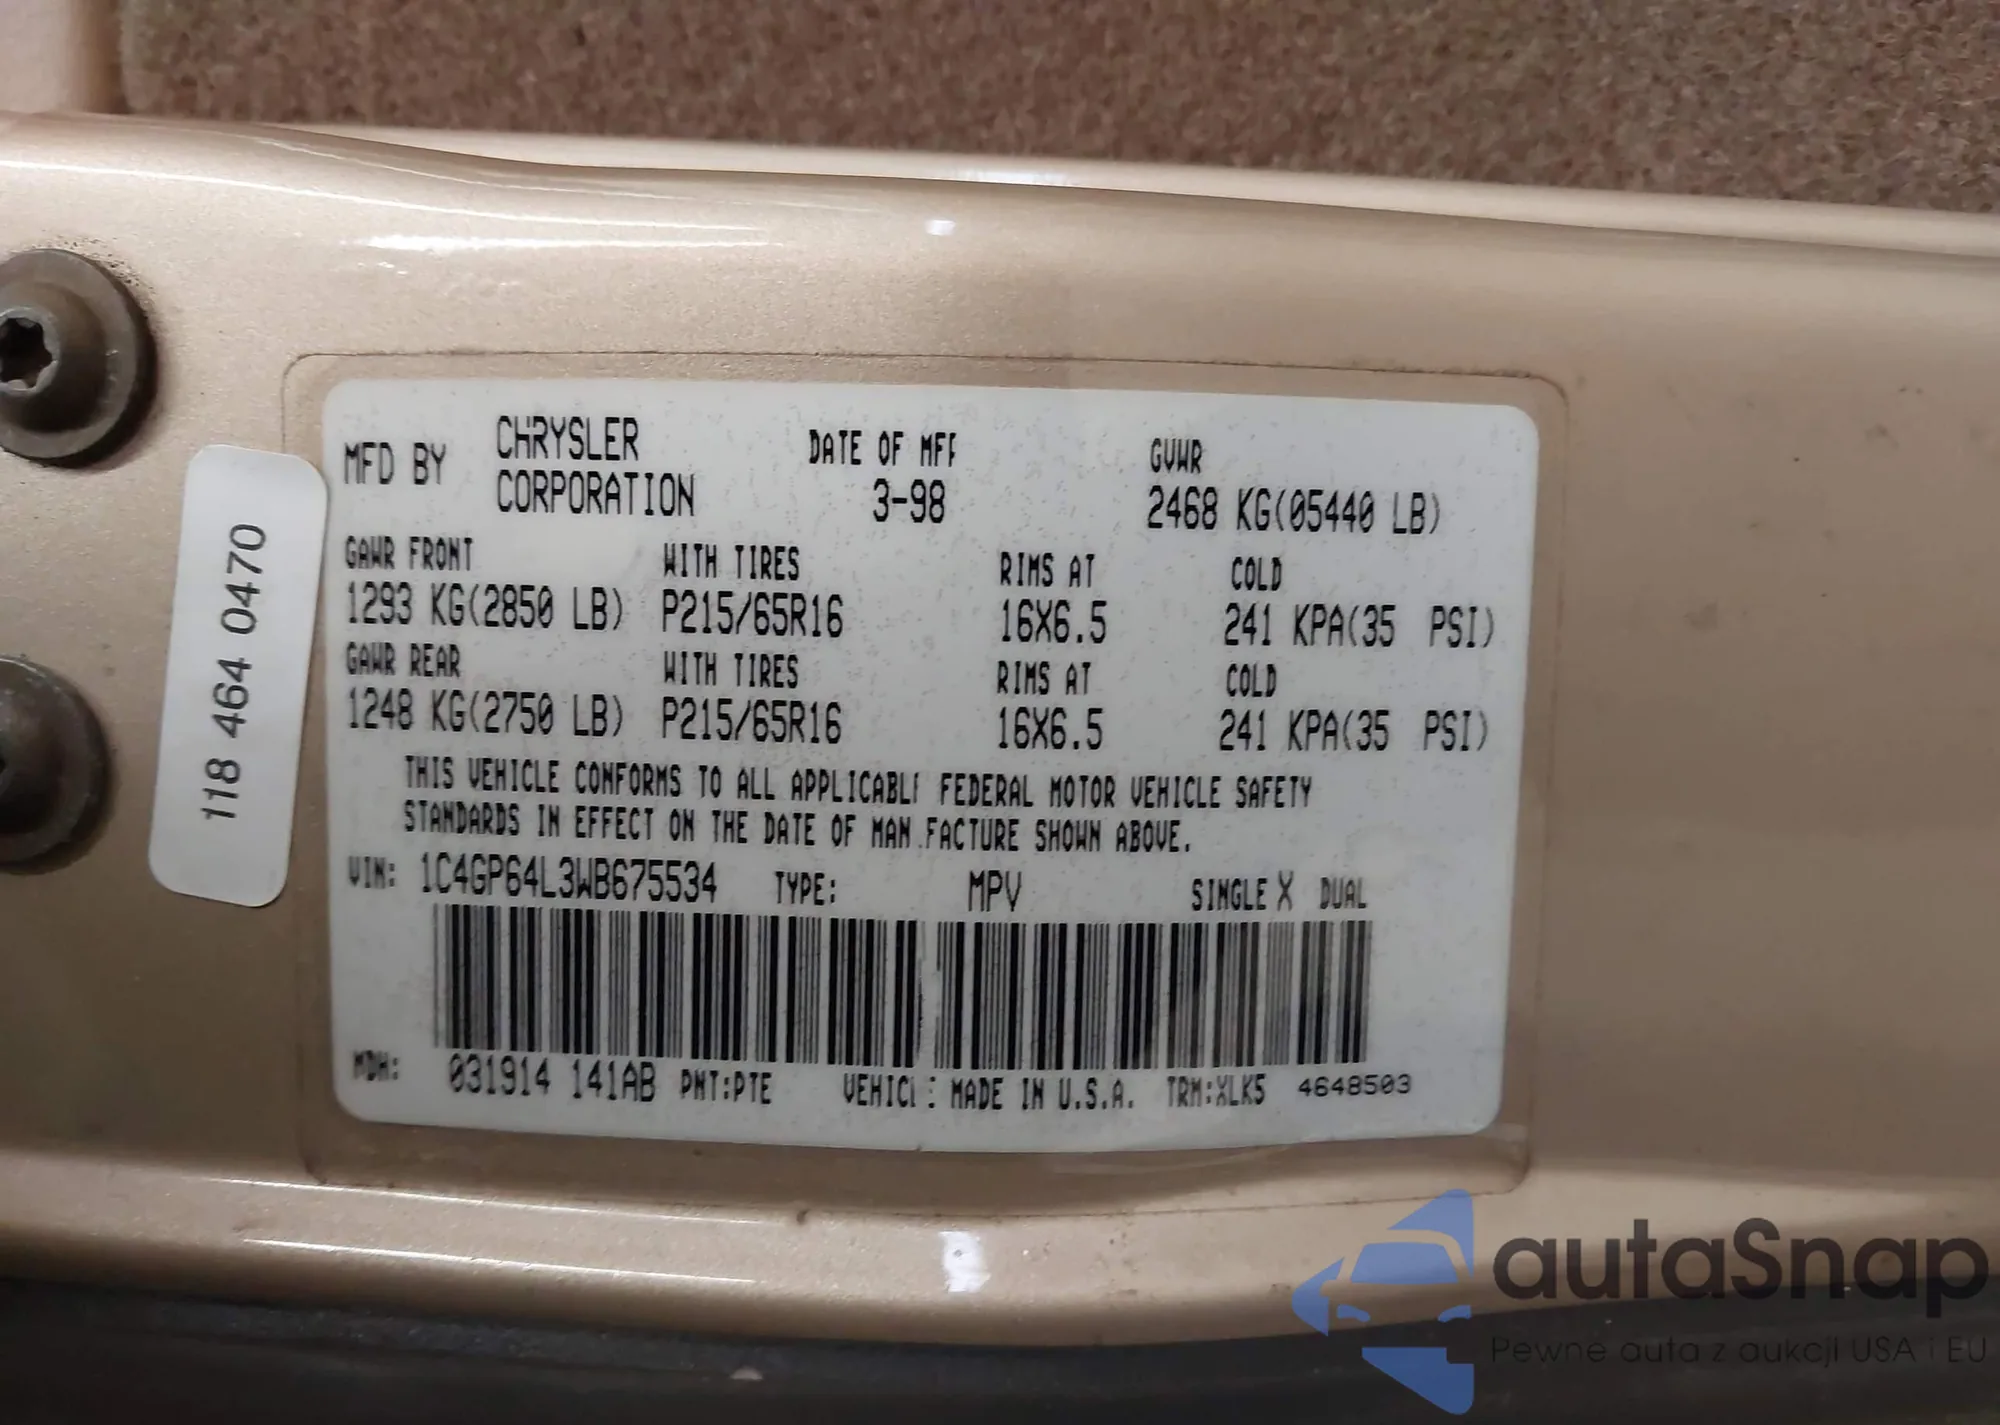 118 464 0470
MFD BY CHRYSLER CORPORATION DATE OF MFR 3-98 GVWR 2468 KG(05440 LB)
GAWR FRONT WITH TIRES RIMS AT COLD
1293 KG(2850 LB) P215/65R16 16X6.5 241 KPA(35 PSI)
GAWR REAR WITH TIRES RIMS AT COLD
1248 KG(2750 LB) P215/65R16 16X6.5 241 KPA(35 PSI)
THIS VEHICLE CONFORMS TO ALL APPLICABLE FEDERAL MOTOR VEHICLE SAFETY
STANDARDS IN EFFECT ON THE DATE OF MAN FACTURE SHOWN ABOVE.
VIN: 1C4GP64L3WB675534 TYPE: MPV SINGLE X DUAL
MDH: 031914 141AB PNT:PTE VEHICLE MADE IN U.S.A. TRM:XLK5 4648503
autaSnap
Pewne auta z aukcji USA i EU